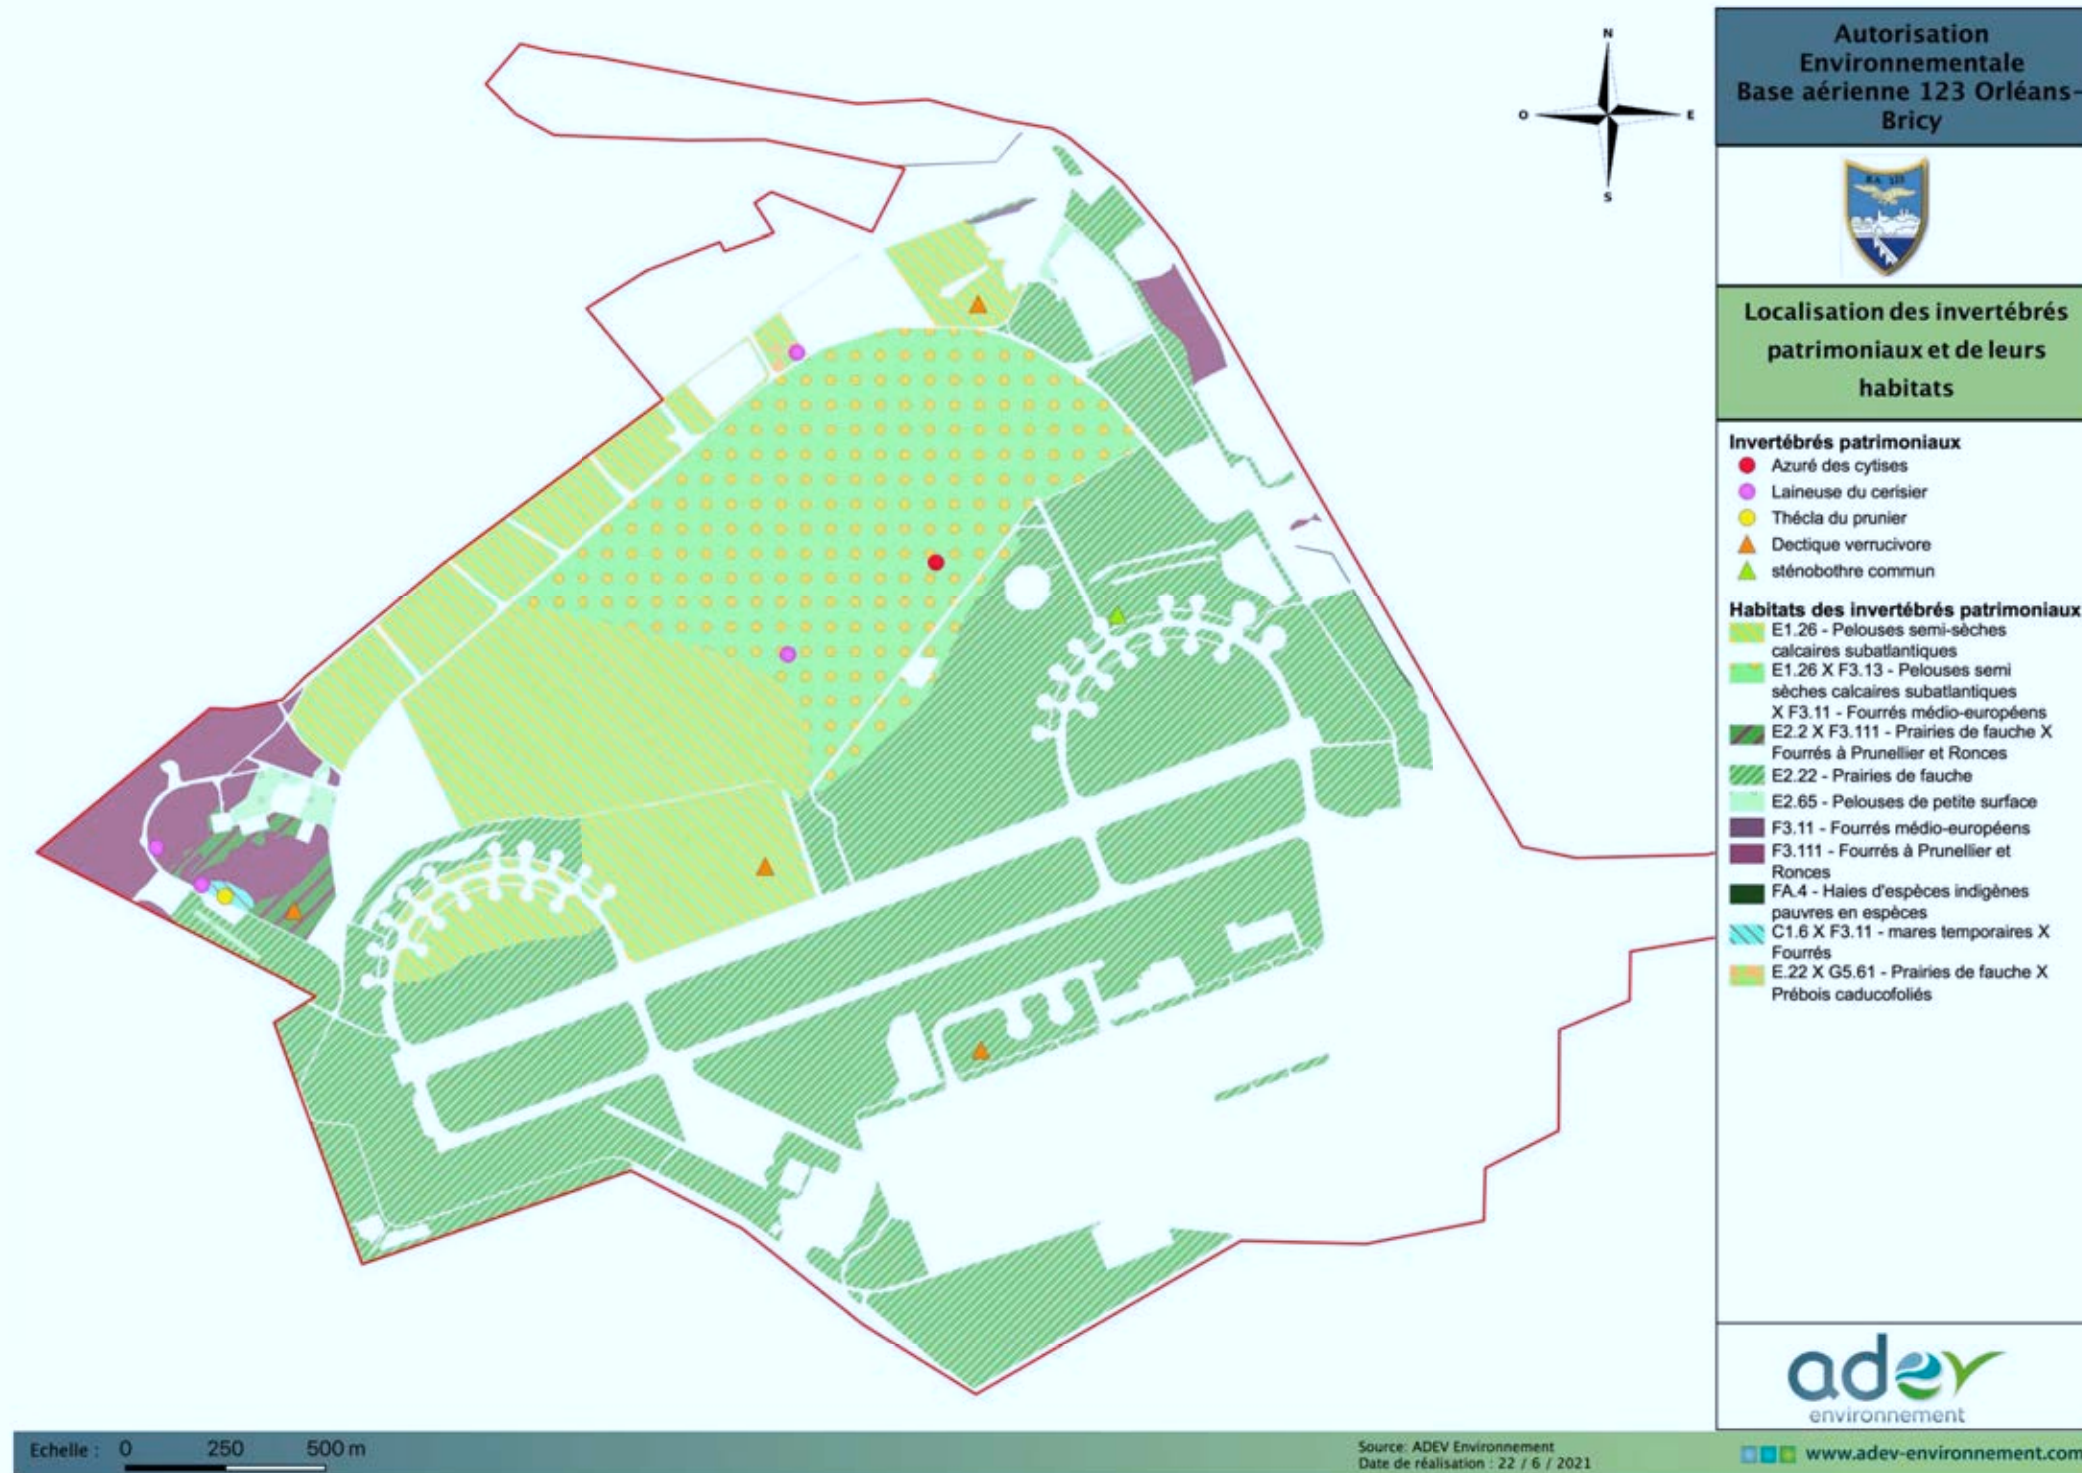 N
O
E
S
Autorisation
Environnementale
Base aérienne 123 Orléans-
Bricy
BA 123
Localisation des invertébrés
patrimoniaux et de leurs
habitats
Invertébrés patrimoniaux
Azuré des cytises
Laineuse du cerisier
Thécla du prunier
Dectique verrucivore
sténobothre commun
Habitats des invertébrés patrimoniaux
E1.26 - Pelouses semi-sèches
calcaires subatlantiques
E1.26 X F3.13 - Pelouses semi
sèches calcaires subatlantiques
X F3.11 - Fourrés médio-européens
E2.2 X F3.111 - Prairies de fauche X
Fourrés à Prunellier et Ronces
E2.22 - Prairies de fauche
E2.65 - Pelouses de petite surface
F3.11 - Fourrés médio-européens
F3.111 - Fourrés à Prunellier et
Ronces
FA.4 - Haies d'espèces indigènes
pauvres en espèces
C1.6 X F3.11 - mares temporaires X
Fourrés
E.22 X G5.61 - Prairies de fauche X
Prébois caducofoliés
adev
environnement
Echelle : 0 250 500 m
Source: ADEV Environnement
Date de réalisation : 22 / 6 / 2021
www.adev-environnement.com